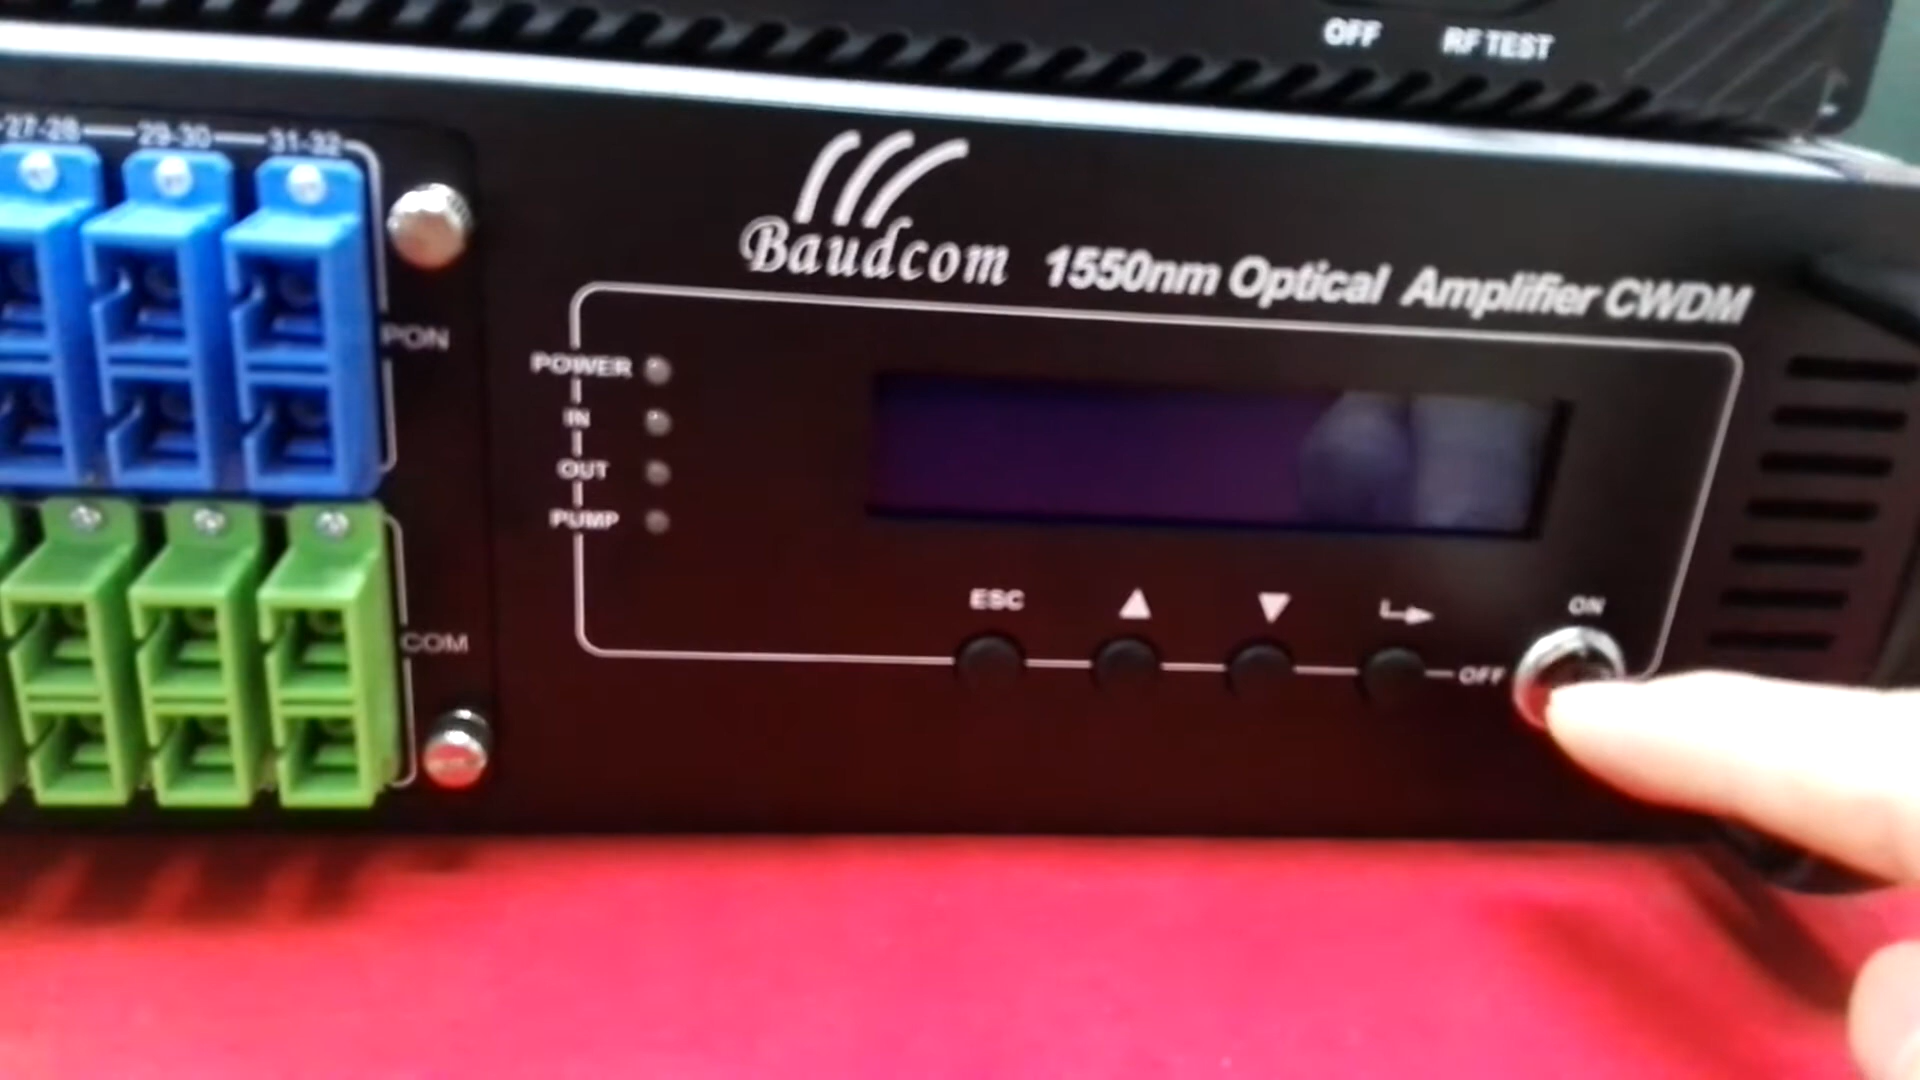 OFF RF TEST
27-28 29-30 31-32
Baudcom 1550nm Optical Amplifier CWDM
PON
POWER
IN
OUT
PUMP
ESC
ON
COM
OFF